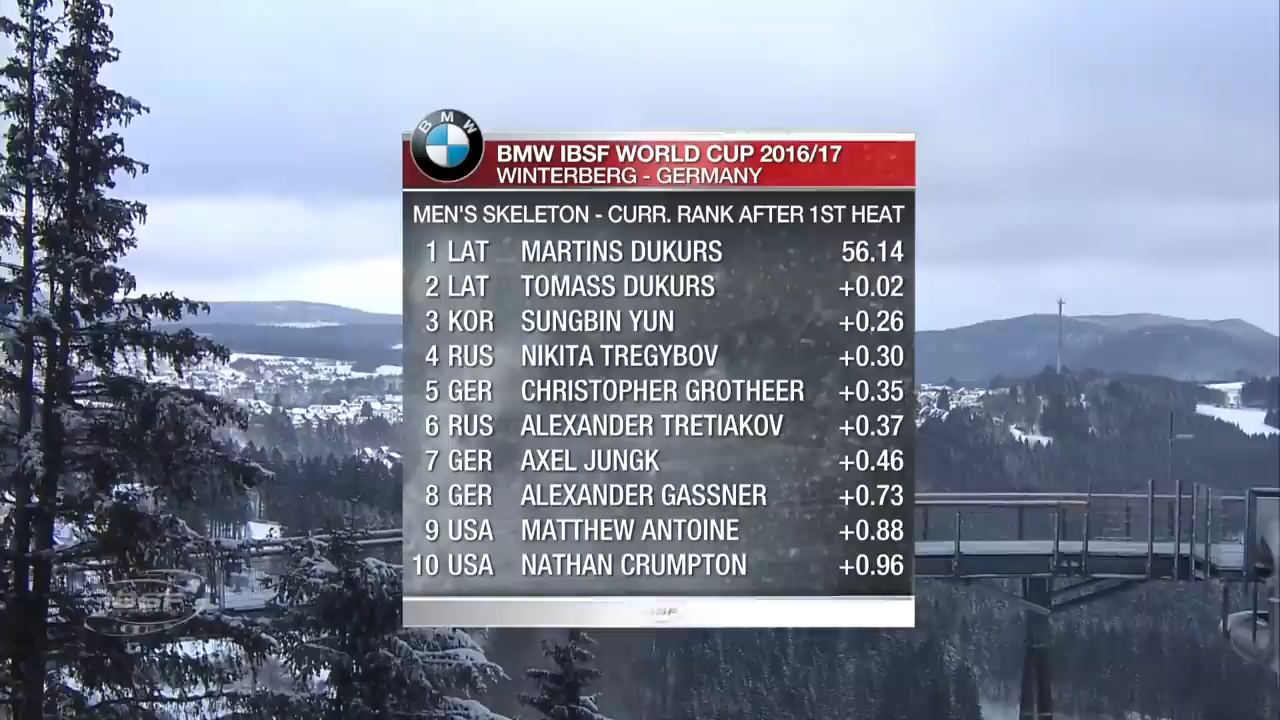 BMW
BMW IBSF WORLD CUP 2016/17
WINTERBERG - GERMANY
MEN'S SKELETON - CURR. RANK AFTER 1ST HEAT
1 LAT MARTINS DUKURS 56.14
2 LAT TOMASS DUKURS +0.02
3 KOR SUNGBIN YUN +0.26
4 RUS NIKITA TREGYBOV +0.30
5 GER CHRISTOPHER GROTHEER +0.35
6 RUS ALEXANDER TRETIAKOV +0.37
7 GER AXEL JUNGK +0.46
8 GER ALEXANDER GASSNER +0.73
9 USA MATTHEW ANTOINE +0.88
10 USA NATHAN CRUMPTON +0.96
IBSF
IBSF